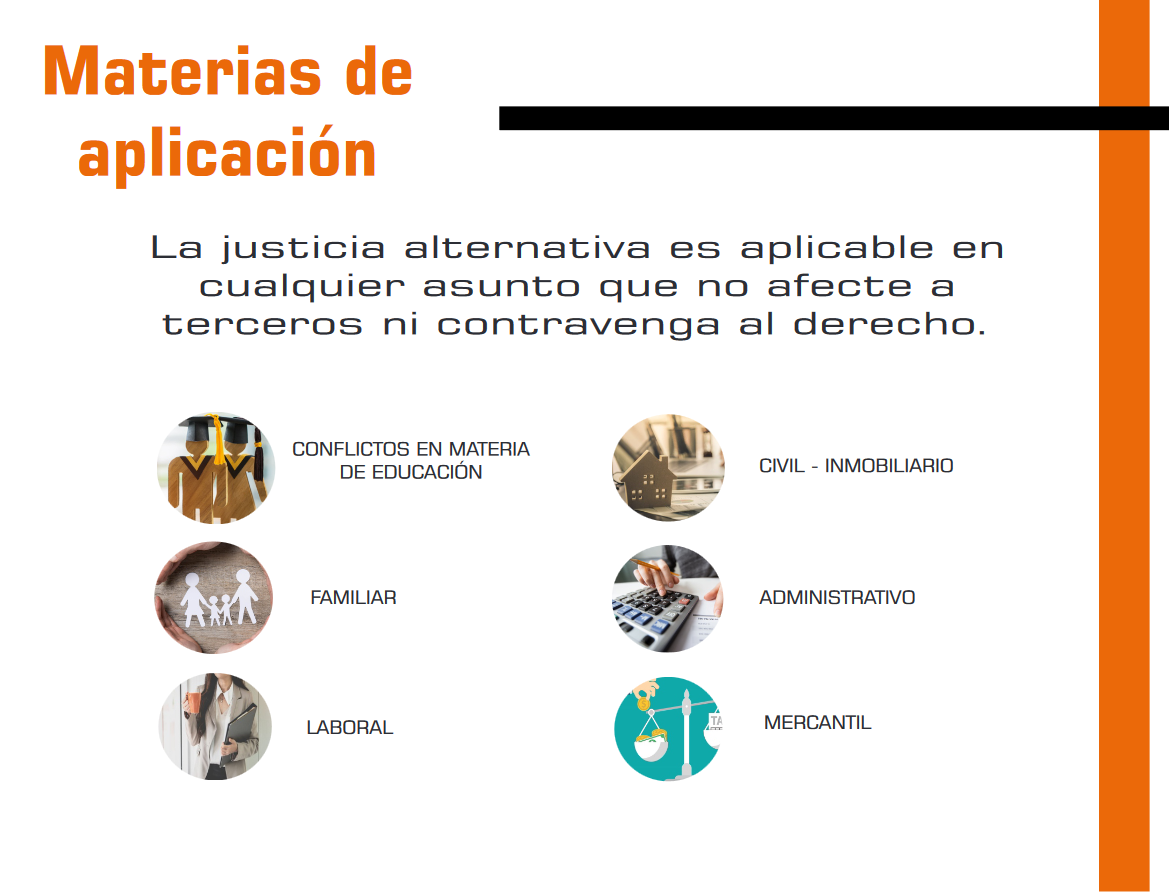 Materias de
aplicación
La justicia alternativa es aplicable en
cualquier asunto que no afecte a
terceros ni contravenga al derecho.
CONFLICTOS EN MATERIA
DE EDUCACIÓN
CIVIL - INMOBILIARIO
FAMILIAR
ADMINISTRATIVO
LABORAL
MERCANTIL